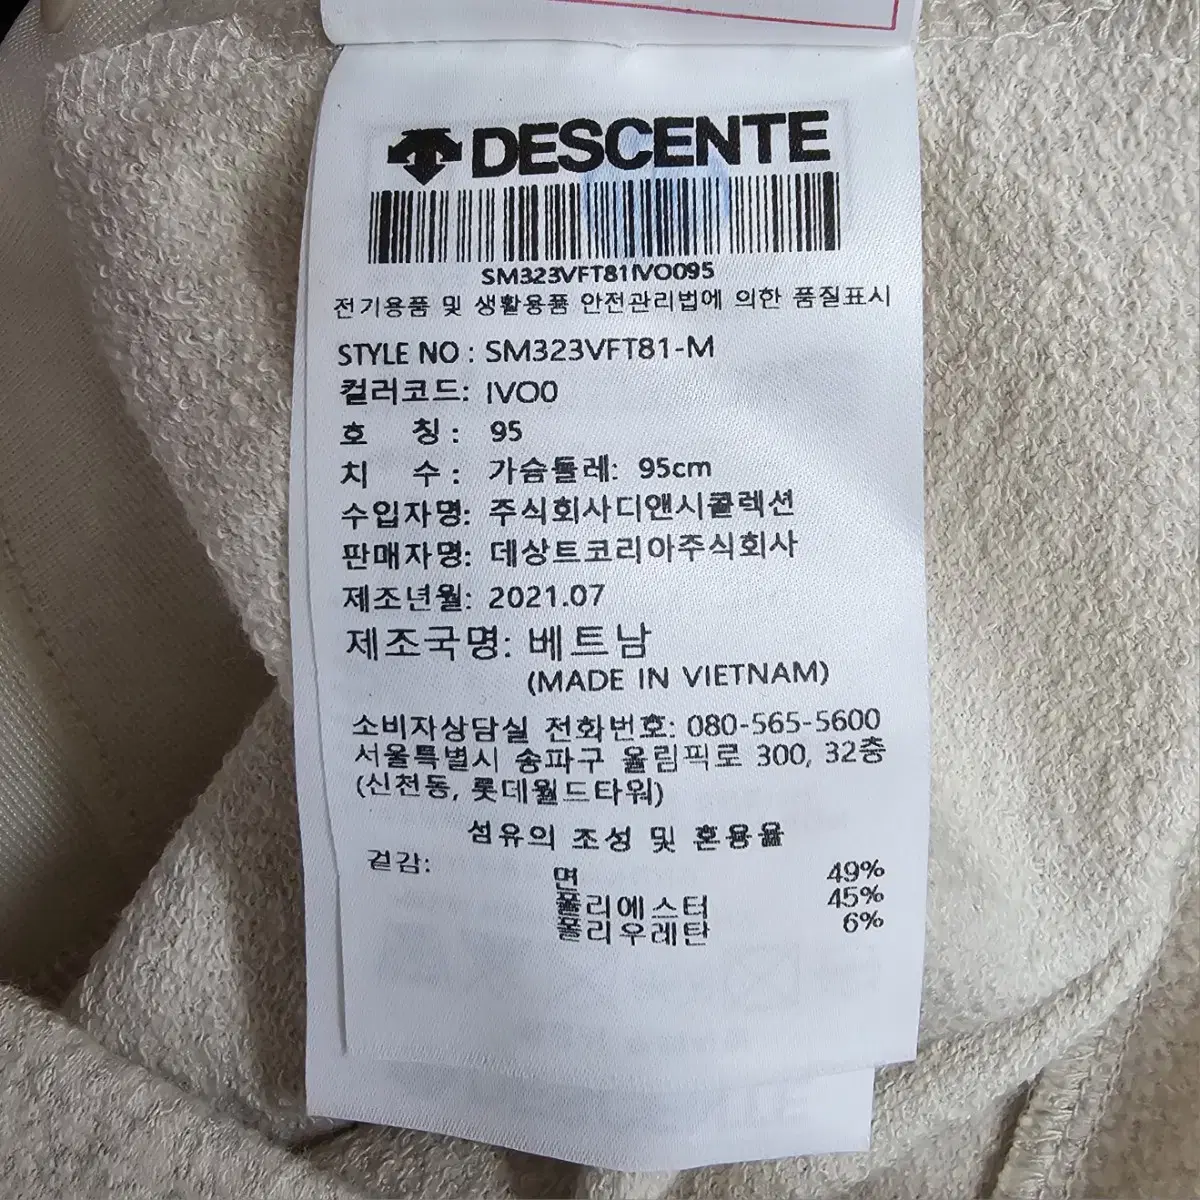 DESCENTE
SM323VFT81IVO095
전기용품 및 생활용품 안전관리법에 의한 품질표시
STYLE NO : SM323VFT81-M
컬러코드: IVO0
호 칭: 95
치 수: 가슴둘레: 95cm
수입자명: 주식회사디앤시콜렉션
판매자명: 데상트코리아주식회사
제조년월: 2021.07
제조국명: 베트남
(MADE IN VIETNAM)
소비자상담실 전화번호: 080-565-5600
서울특별시 송파구 올림픽로 300, 32층
(신천동, 롯데월드타워)
섬유의 조성 및 혼용율
겉감:
면 49%
폴리에스터 45%
폴리우레탄 6%